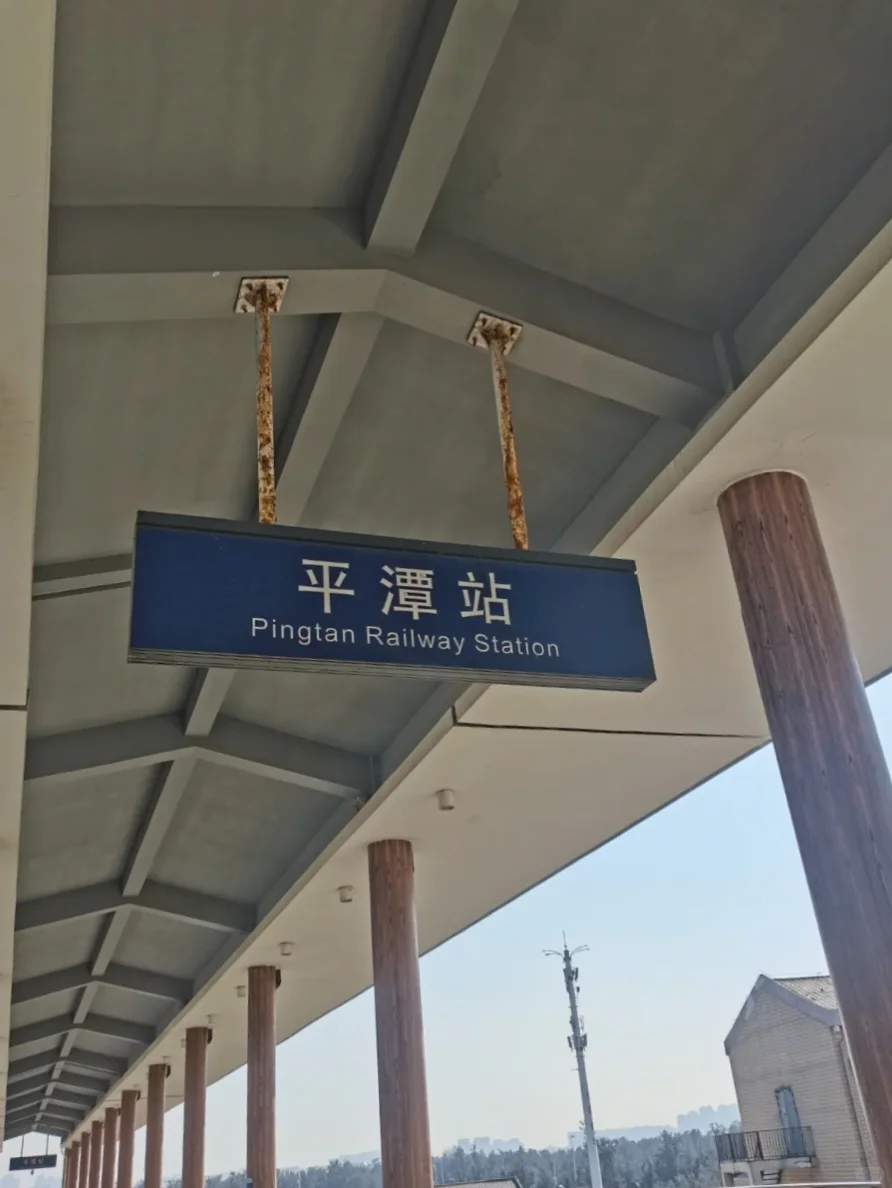 平潭站
Pingtan Railway Station